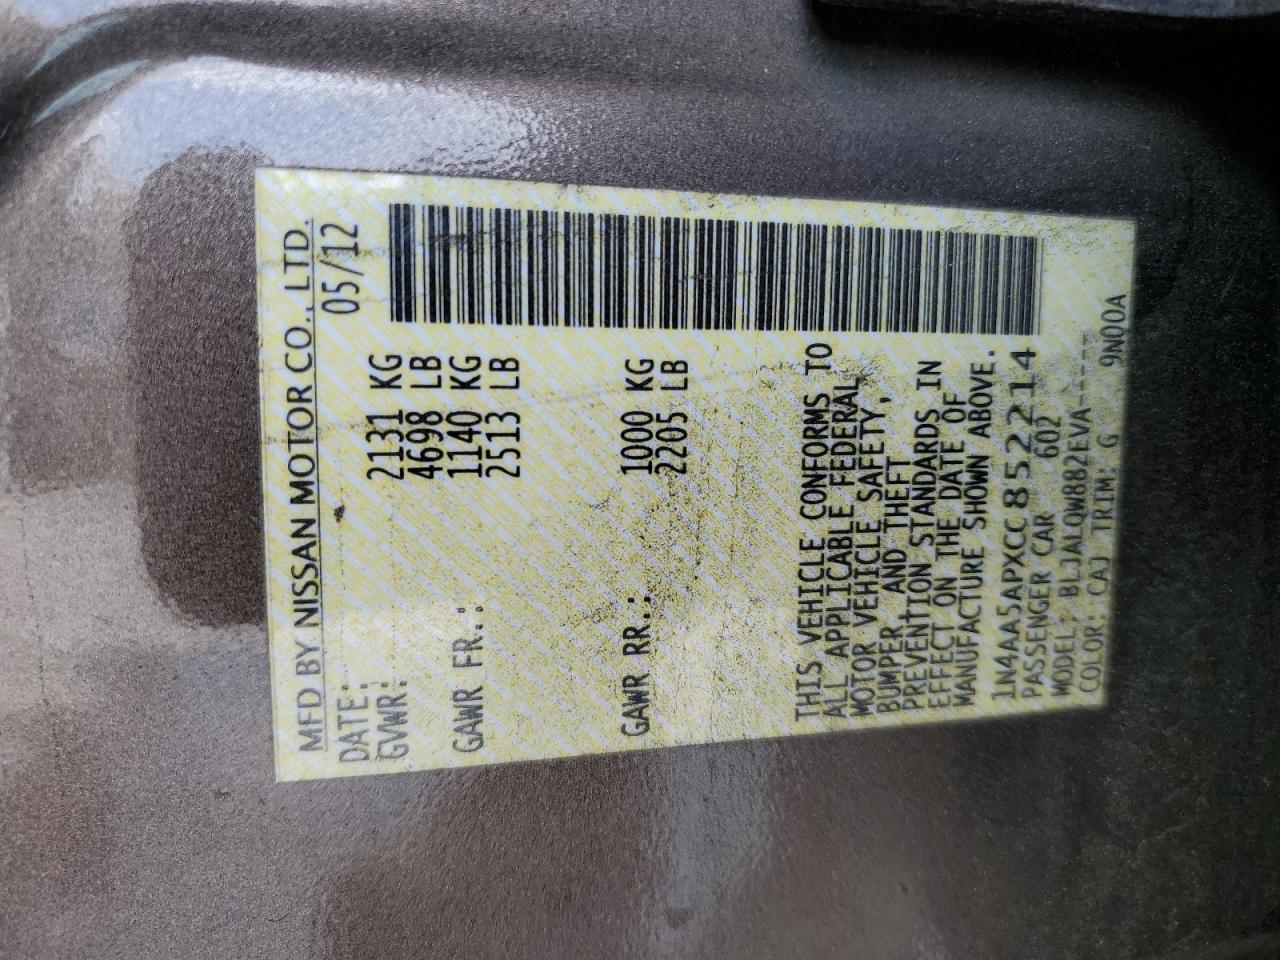 MFD BY NISSAN MOTOR CO., LTD.
DATE: 05/12
GVWR: 2131 KG
4698 LB
GAWR FR.: 1140 KG
2513 LB
GAWR RR.: 1000 KG
2205 LB
THIS VEHICLE CONFORMS TO
ALL APPLICABLE FEDERAL
MOTOR VEHICLE SAFETY,
BUMPER AND THEFT
PREVENTION STANDARDS IN
EFFECT ON THE DATE OF
MANUFACTURE SHOWN ABOVE.
1N4AA5APXCC852214
PASSENGER CAR 602
MODEL: BLJALQW882EVA-----
COLOR: CAJ TRIM: G 9N00A